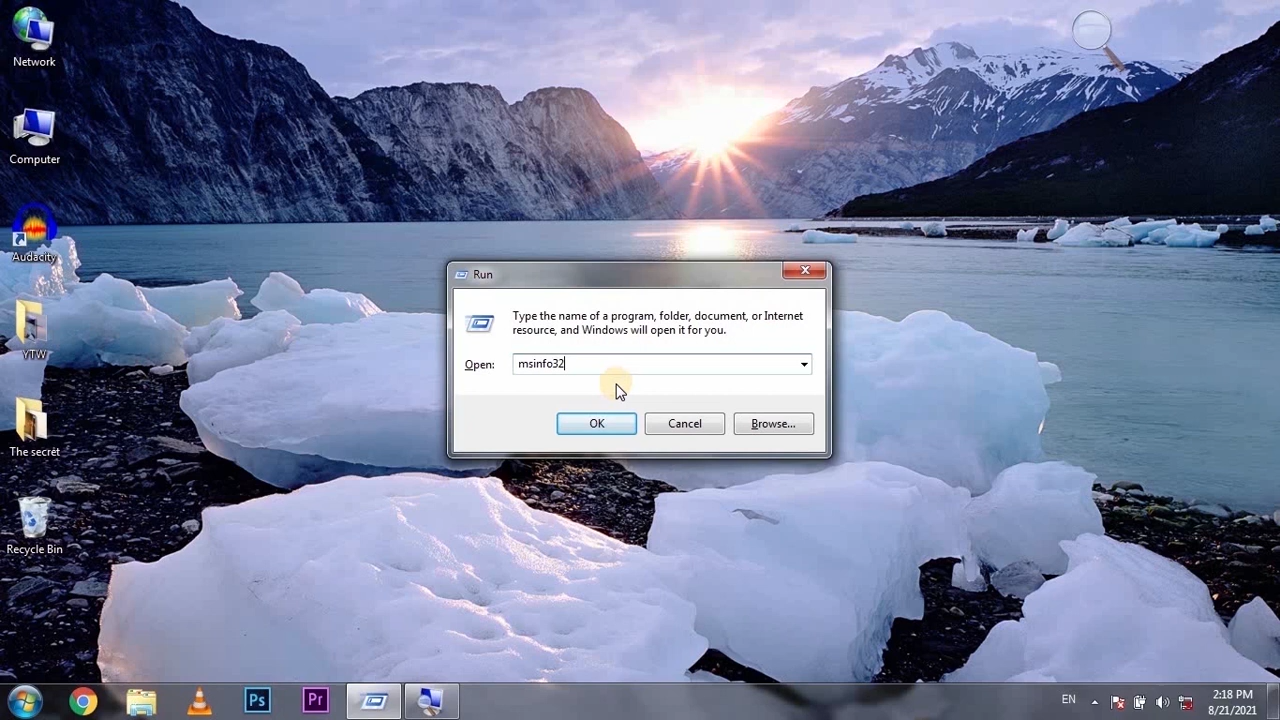 Network
Computer
Audacity
YTW
The secret
Recycle Bin
Run
Type the name of a program, folder, document, or Internet
resource, and Windows will open it for you.
Open:
msinfo32
OK
Cancel
Browse...
Ps
Pr
EN
2:18 PM
8/21/2021